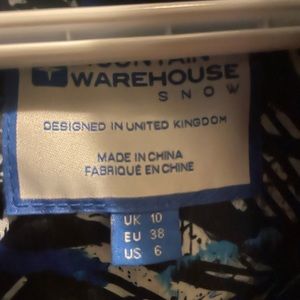 MOUNTAIN
WAREHOUSE
SNOW
DESIGNED IN UNITED KINGDOM
MADE IN CHINA
FABRIQUÉ EN CHINE
UK 10
EU 38
US 6